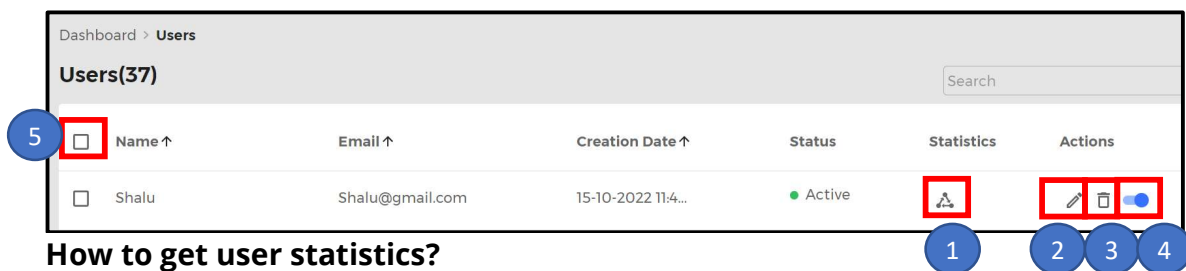 Dashboard > Users
Users(37)
Search
5
Name↑ Email↑ Creation Date↑ Status Statistics Actions
Shalu Shalu@gmail.com 15-10-2022 11:4... Active
How to get user statistics?
1 2 3 4